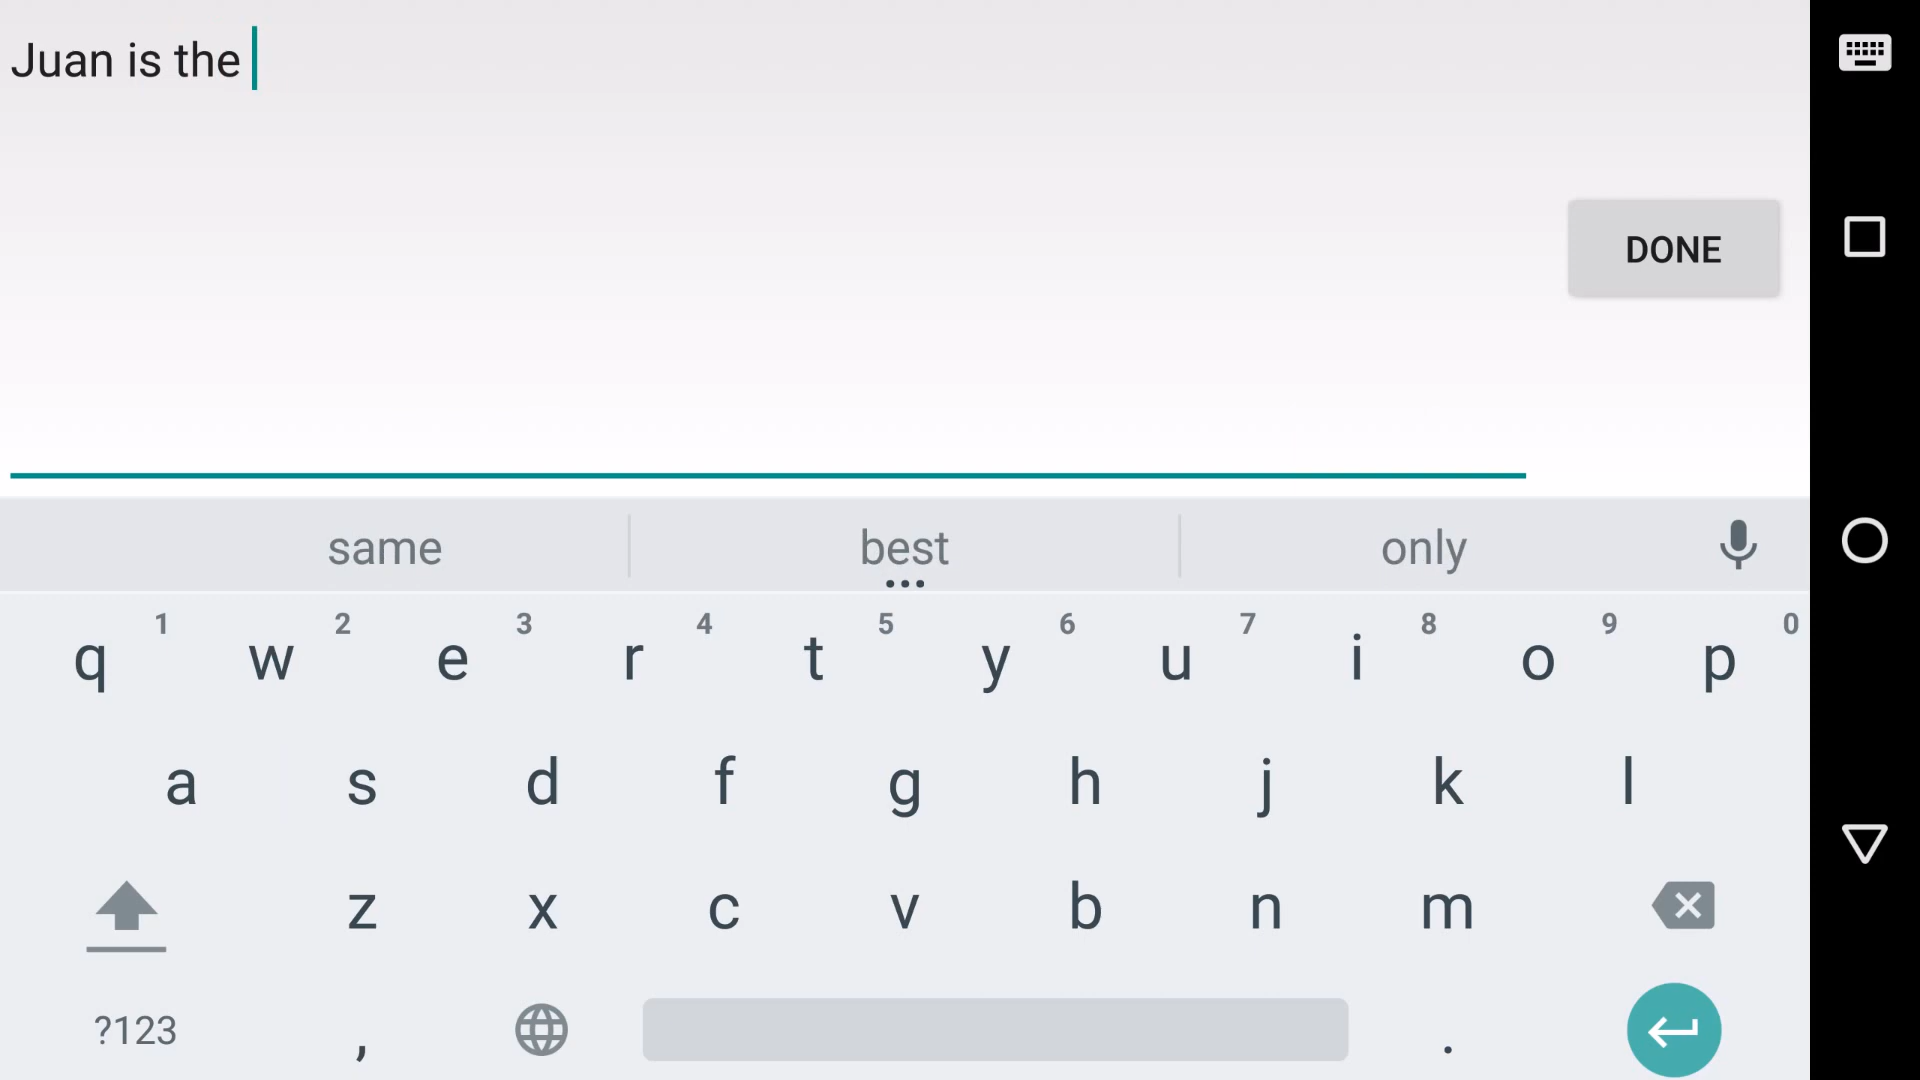 Juan is the
DONE
same best only
1 2 3 4 5 6 7 8 9 0
q w e r t y u i o p
a s d f g h j k l
z x c v b n m
?123 , .